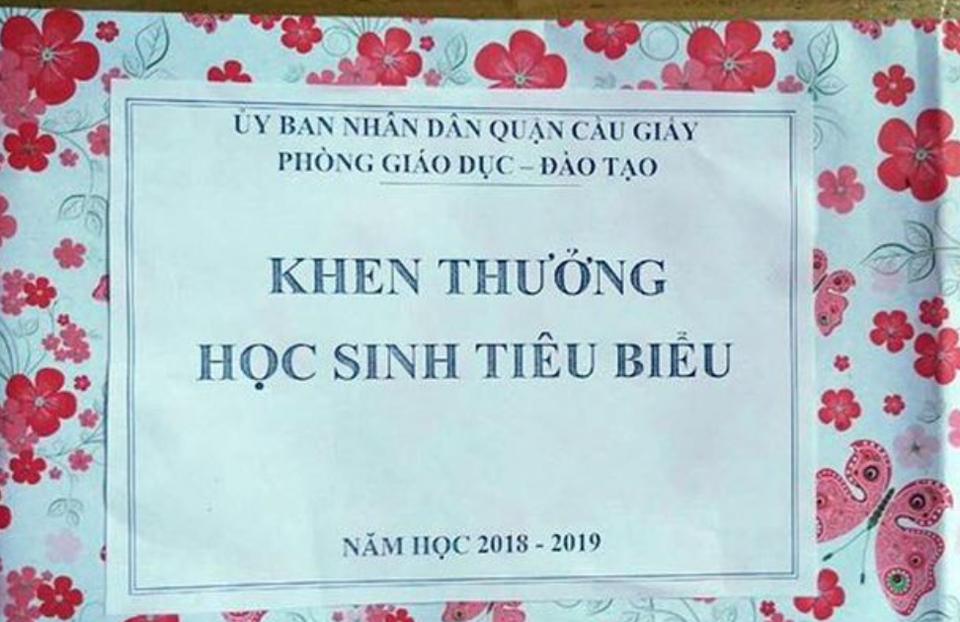 ỦY BAN NHÂN DÂN QUẬN CẦU GIẤY
PHÒNG GIÁO DỤC – ĐÀO TẠO
KHEN THƯỞNG
HỌC SINH TIÊU BIỂU
NĂM HỌC 2018 - 2019